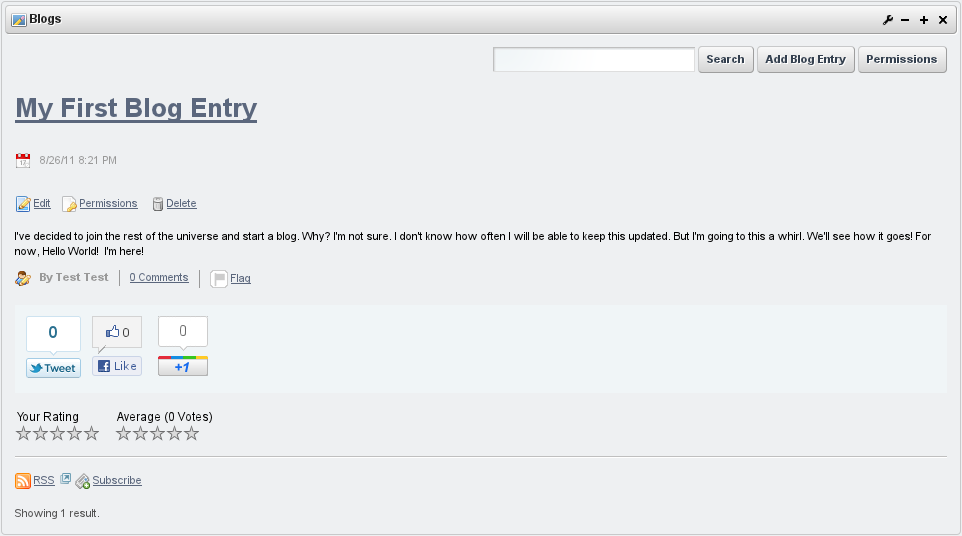 Blogs
Search Add Blog Entry Permissions
My First Blog Entry
8/26/11 8:21 PM
Edit Permissions Delete
I've decided to join the rest of the universe and start a blog. Why? I'm not sure. I don't know how often I will be able to keep this updated. But I'm going to this a whirl. We'll see how it goes! For
now, Hello World! I'm here!
By Test Test 0 Comments Flag
0 0 0
Tweet Like +1
Your Rating Average (0 Votes)
RSS Subscribe
Showing 1 result.